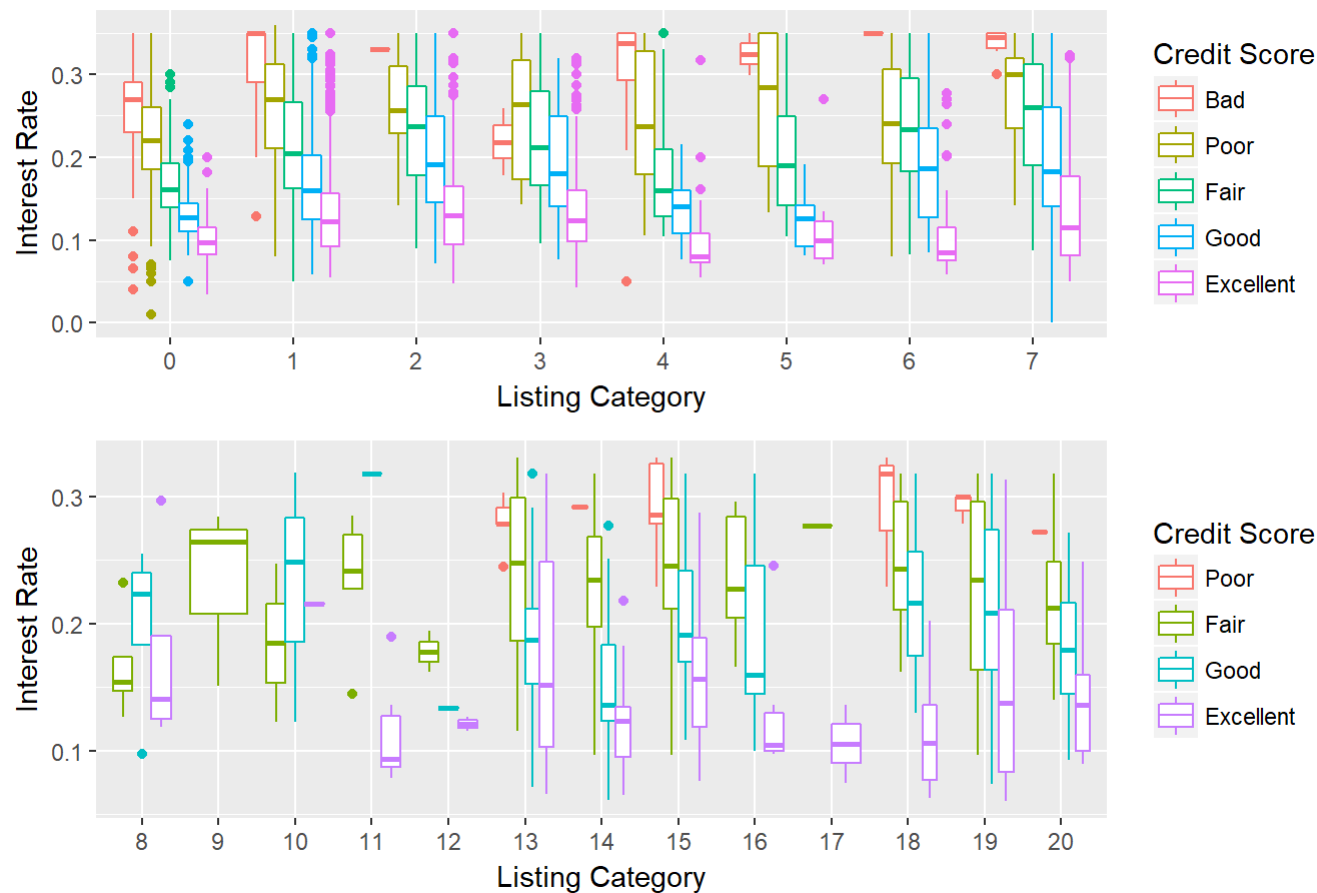 Interest Rate
0.3
0.2
0.1
0.0
0 1 2 3 4 5 6 7
Listing Category
Credit Score
Bad
Poor
Fair
Good
Excellent
Interest Rate
0.3
0.2
0.1
8 9 10 11 12 13 14 15 16 17 18 19 20
Listing Category
Credit Score
Poor
Fair
Good
Excellent